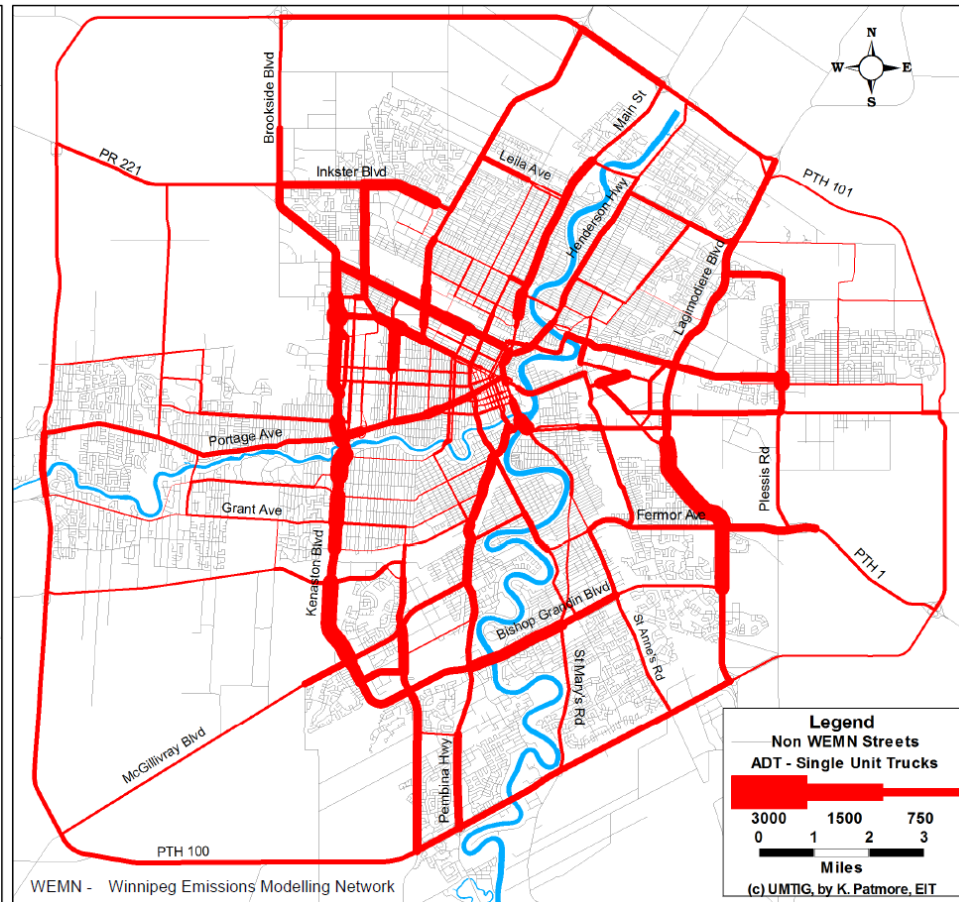 N
W E
S
Brookside Blvd
Main St
PR 221
Inkster Blvd
Leila Ave
PTH 101
Henderson Hwy
Lagimodiere Blvd
Portage Ave
Plessis Rd
Grant Ave
Fermor Ave
Kenaston Blvd
PTH 1
Bishop Grandin Blvd
St Anne's Rd
St Mary's Rd
McGillivray Blvd
Pembina Hwy
PTH 100
WEMN - Winnipeg Emissions Modelling Network
Legend
Non WEMN Streets
ADT - Single Unit Trucks
3000 1500 750
0 1 2 3
Miles
(c) UMTIG, by K. Patmore, EIT